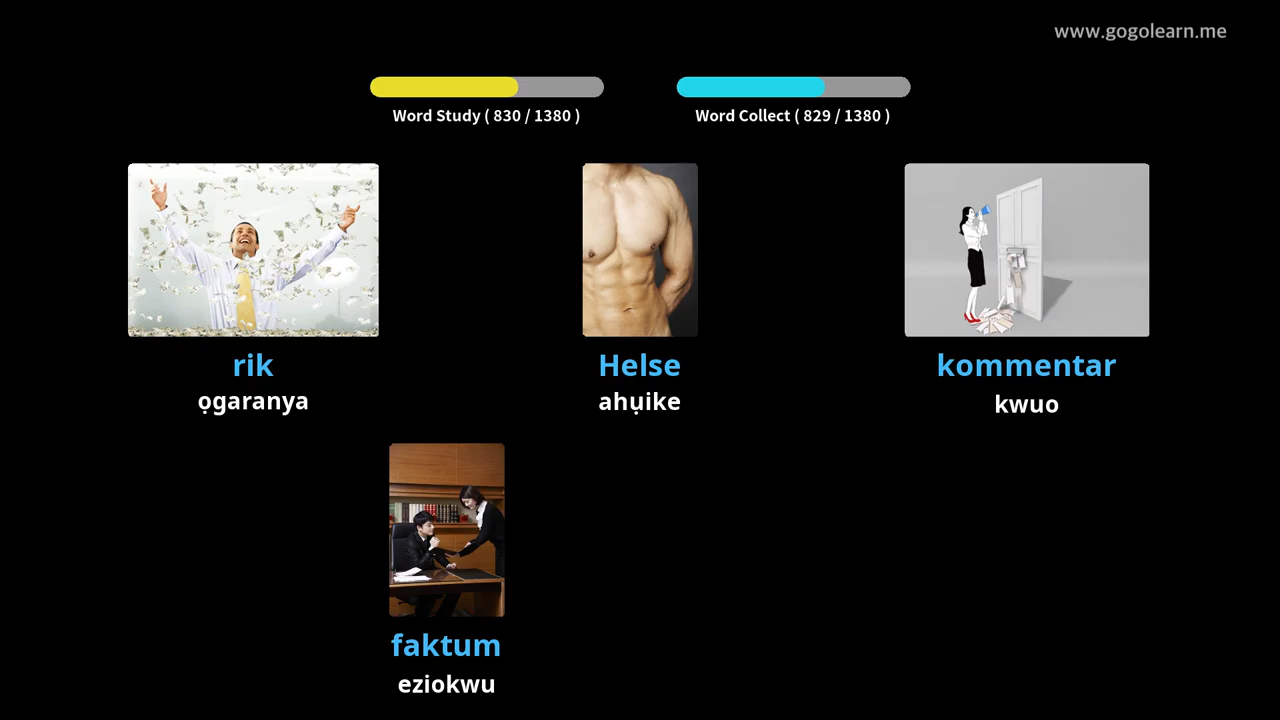 www.gogolearn.me
Word Study ( 830 / 1380 )
Word Collect ( 829 / 1380 )
rik
ọgaranya
Helse
ahụike
kommentar
kwuo
faktum
eziokwu